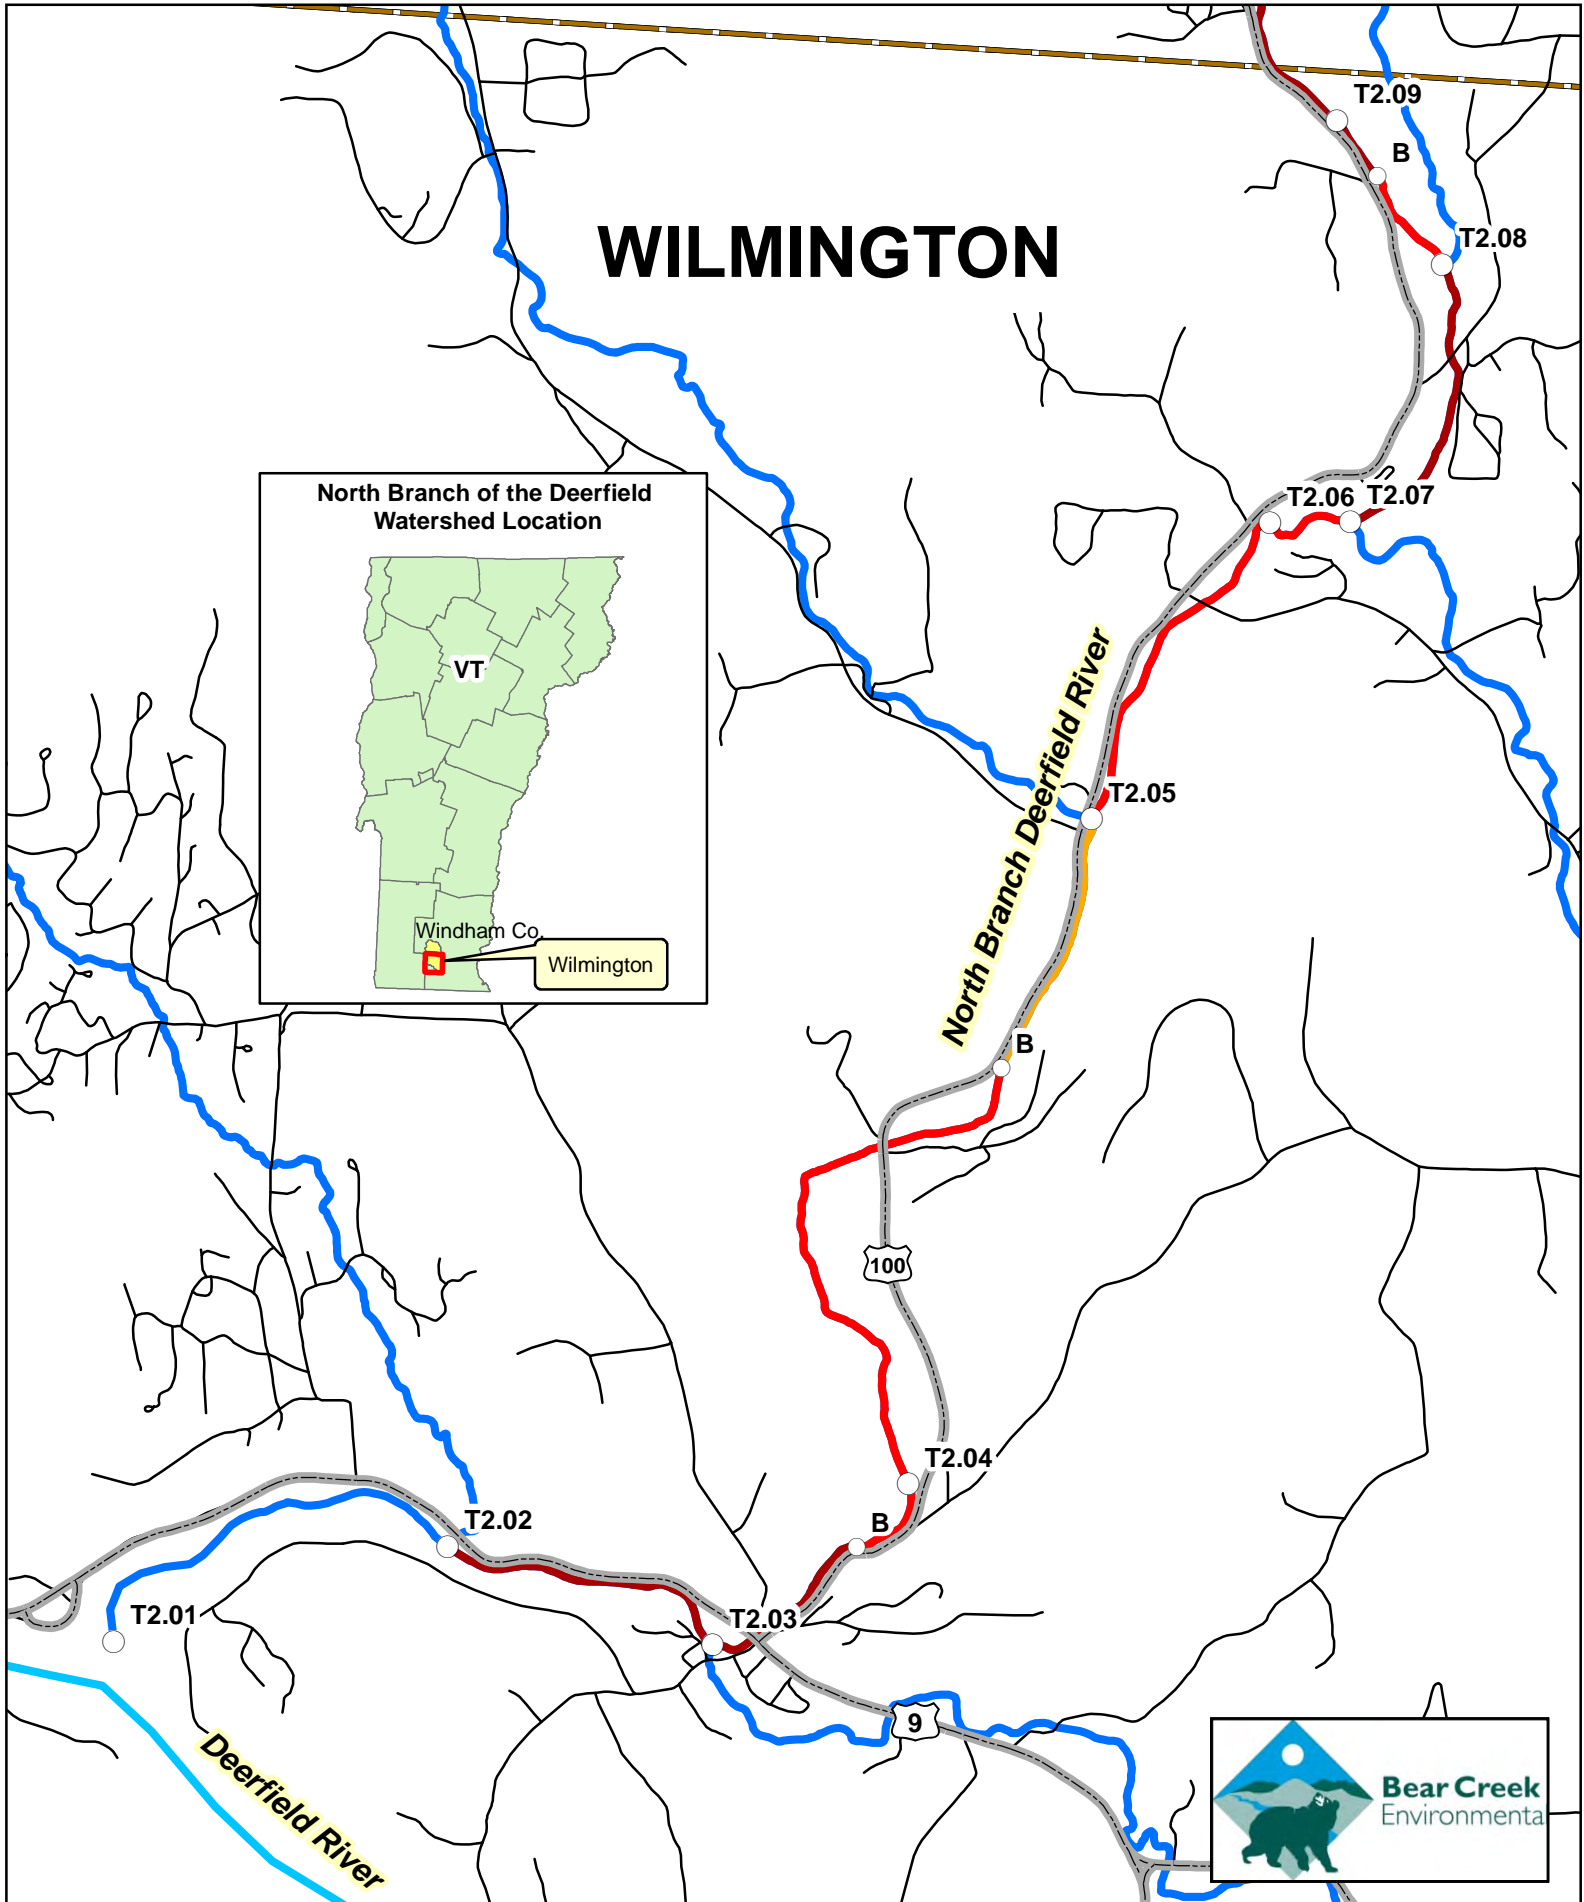 T2.09
B
T2.08
WILMINGTON
North Branch of the Deerfield
Watershed Location
VT
Windham Co.
Wilmington
T2.06
T2.07
North Branch Deerfield River
T2.05
B
100
T2.04
B
T2.02
T2.01
T2.03
9
Deerfield River
Bear Creek
Environmenta